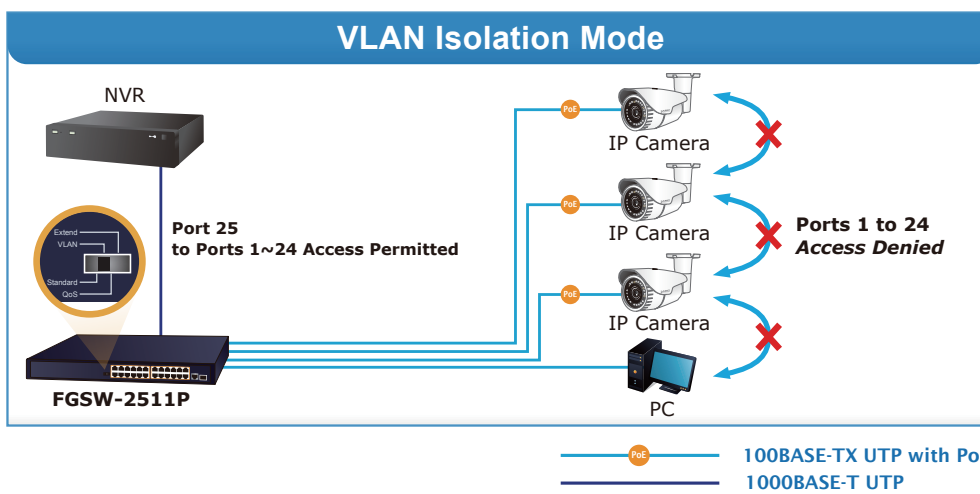 VLAN Isolation Mode
NVR
Port 25
to Ports 1~24 Access Permitted
Extend
VLAN
Standard
QoS
FGSW-2511P
PoE
IP Camera
PoE
IP Camera
PoE
IP Camera
PC
Ports 1 to 24
Access Denied
PoE
100BASE-TX UTP with Po
1000BASE-T UTP